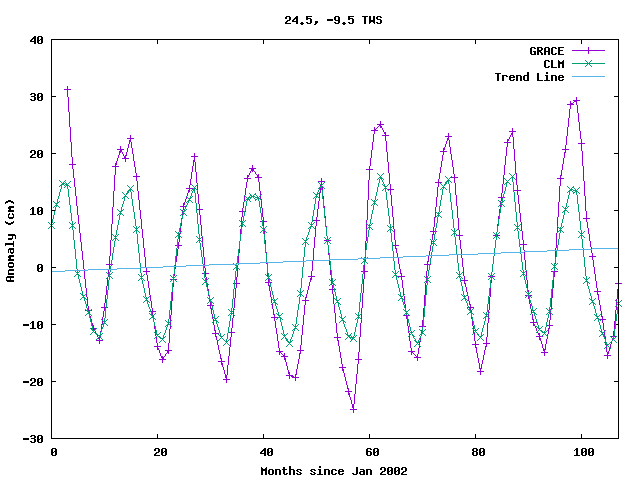 24.5, -9.5 TWS
40
30
20
10
0
-10
-20
-30
Anomaly (cm)
GRACE
CLM
Trend Line
0 20 40 60 80 100
Months since Jan 2002